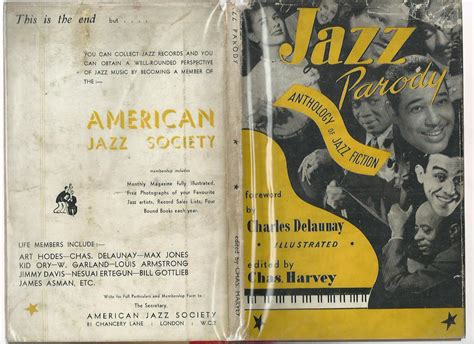 This is the end but . . . .
YOU CAN COLLECT JAZZ RECORDS AND YOU
CAN OBTAIN A WELL-ROUNDED PERSPECTIVE
OF JAZZ MUSIC BY BECOMING A MEMBER OF
THE :—
AMERICAN
JAZZ SOCIETY
membership includes
Monthly Magazine fully illustrated,
Free Photographs of your Favourite
Jazz artists, Record Sales Lists, Four
Bound Books each year.
LIFE MEMBERS INCLUDE:—
ART HODES—CHAS. DELAUNAY—MAX JONES
KID ORY—W. GARLAND—LOUIS ARMSTRONG
JIMMY DAVIS—NESUAI ERTEGUN—BILL GOTTLIEB
JAMES ASMAN, ETC.
Write for Full Particulars and Membership Form to :—
The Secretary,
AMERICAN JAZZ SOCIETY
81 CHANCERY LANE : LONDON : W.C.2
JAZZ PARODY
edited by CHAS. HARVEY
Jazz
Parody
ANTHOLOGY OF JAZZ FICTION
foreword by
Charles Delaunay
ILLUSTRATED
edited by
Chas. Harvey